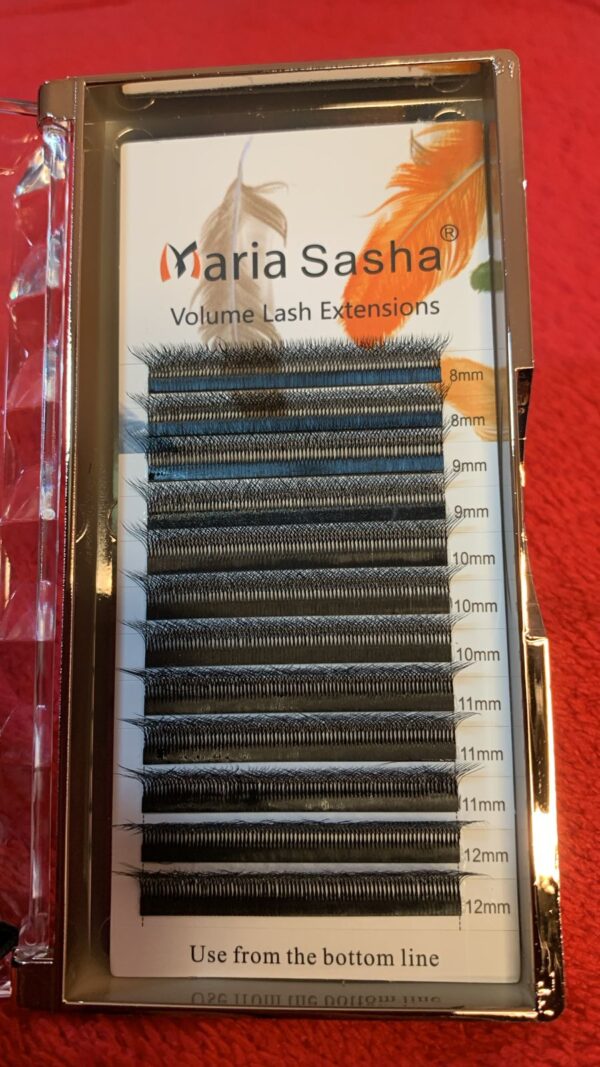 Maria Sasha®
Volume Lash Extensions
8mm
8mm
9mm
9mm
10mm
10mm
10mm
11mm
11mm
11mm
12mm
12mm
Use from the bottom line